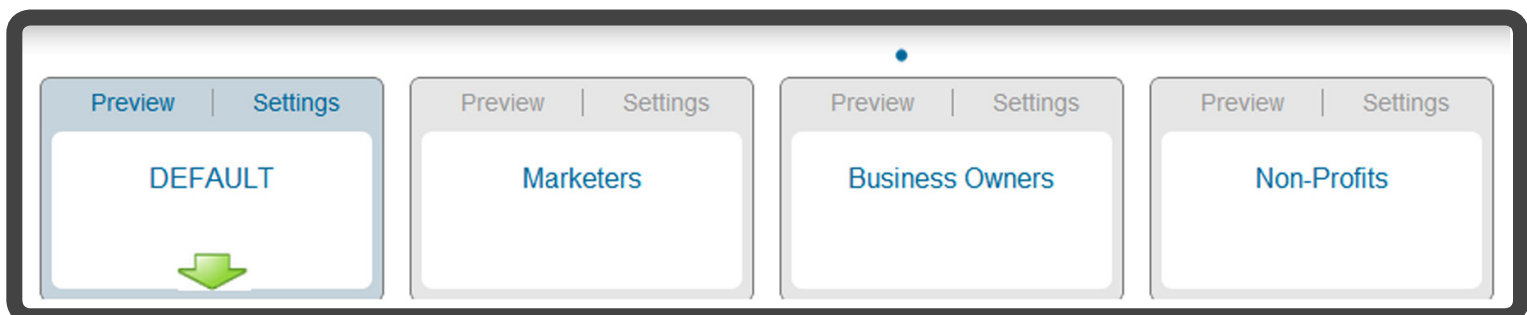 Preview | Settings
DEFAULT
Preview | Settings
Marketers
Preview | Settings
Business Owners
Preview | Settings
Non-Profits